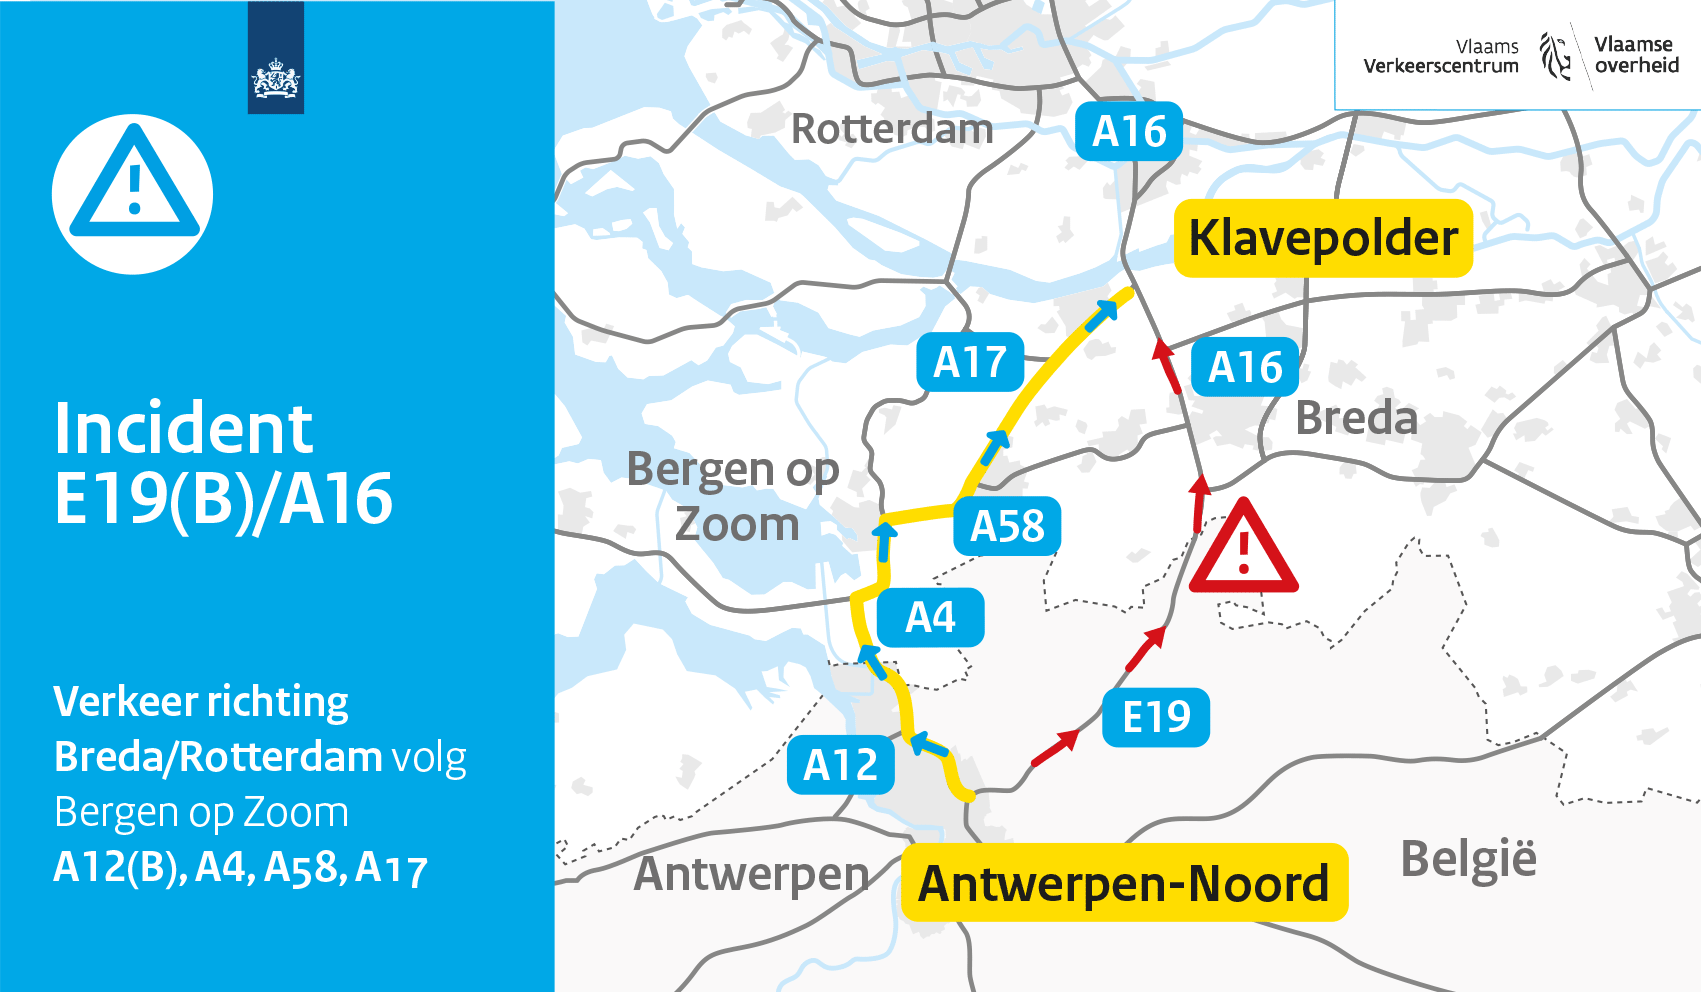 Incident
E19(B)/A16
Verkeer richting
Breda/Rotterdam volg
Bergen op Zoom
A12(B), A4, A58, A17
Vlaams
Verkeerscentrum
Vlaamse
overheid
Rotterdam
A16
Klavepolder
A17
A16
Breda
Bergen op
Zoom
A58
A4
E19
A12
Antwerpen
Antwerpen-Noord
België